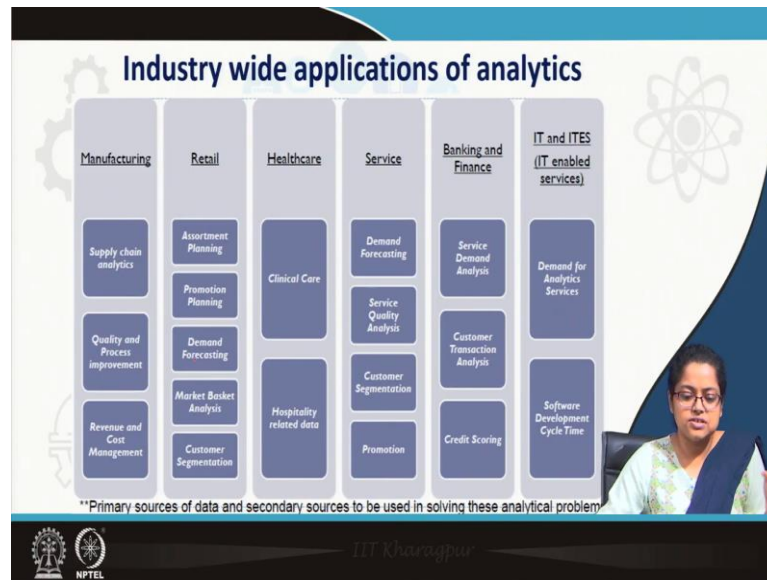 Industry wide applications of analytics
Manufacturing
Supply chain
analytics
Quality and
Process
improvement
Revenue and
Cost
Management
Retail
Assortment
Planning
Promotion
Planning
Demand
Forecasting
Market Basket
Analysis
Customer
Segmentation
Healthcare
Clinical Care
Hospitality
related data
Service
Demand
Forecasting
Service
Quality
Analysis
Customer
Segmentation
Promotion
Banking and
Finance
Service
Demand
Analysis
Customer
Transaction
Analysis
Credit Scoring
IT and ITES
(IT enabled
services)
Demand for
Analytics
Services
Software
Development
Cycle Time
**Primary sources of data and secondary sources to be used in solving these analytical problem
IIT Kharagpur
NPTEL